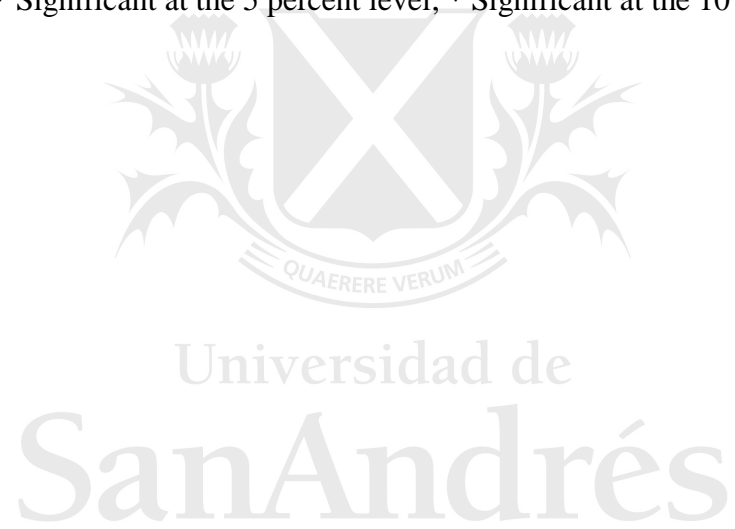 Significant at the 5 percent level, * Significant at the 10
QUAERERE VERUM
Universidad de
SanAndrés